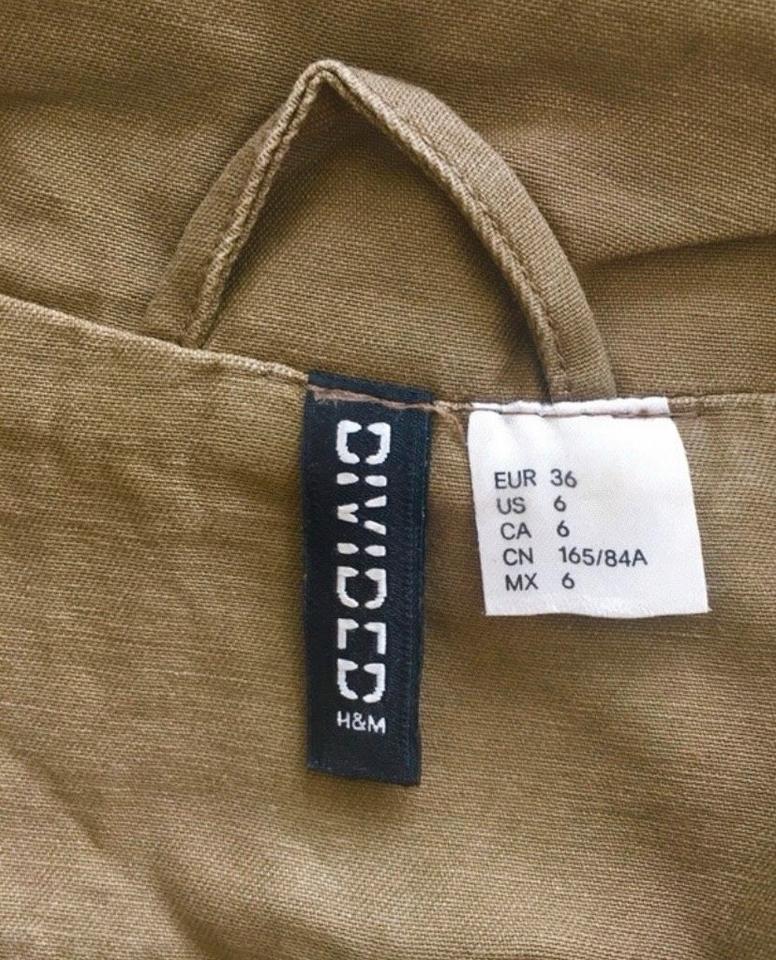 DIVIDED
H&M
EUR 36
US 6
CA 6
CN 165/84A
MX 6